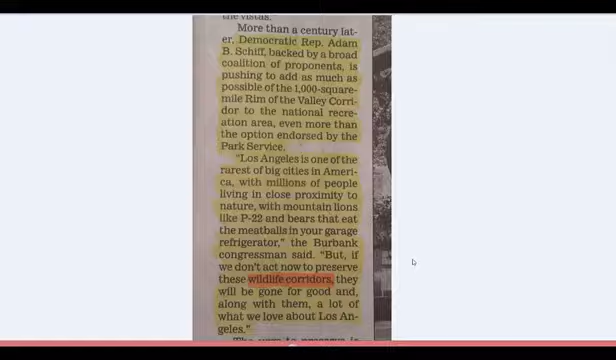 the vistas.
More than a century lat-
er, Democratic Rep. Adam
B. Schiff, backed by a broad
coalition of proponents, is
pushing to add as much as
possible of the 1,000-square-
mile Rim of the Valley Corri-
dor to the national recre-
ation area, even more than
the option endorsed by the
Park Service.
"Los Angeles is one of the
rarest of big cities in Ameri-
ca, with millions of people
living in close proximity to
nature, with mountain lions
like P-22 and bears that eat
the meatballs in your garage
refrigerator," the Burbank
congressman said. "But, if
we don't act now to preserve
these wildlife corridors, they
will be gone for good and,
along with them, a lot of
what we love about Los An-
geles."